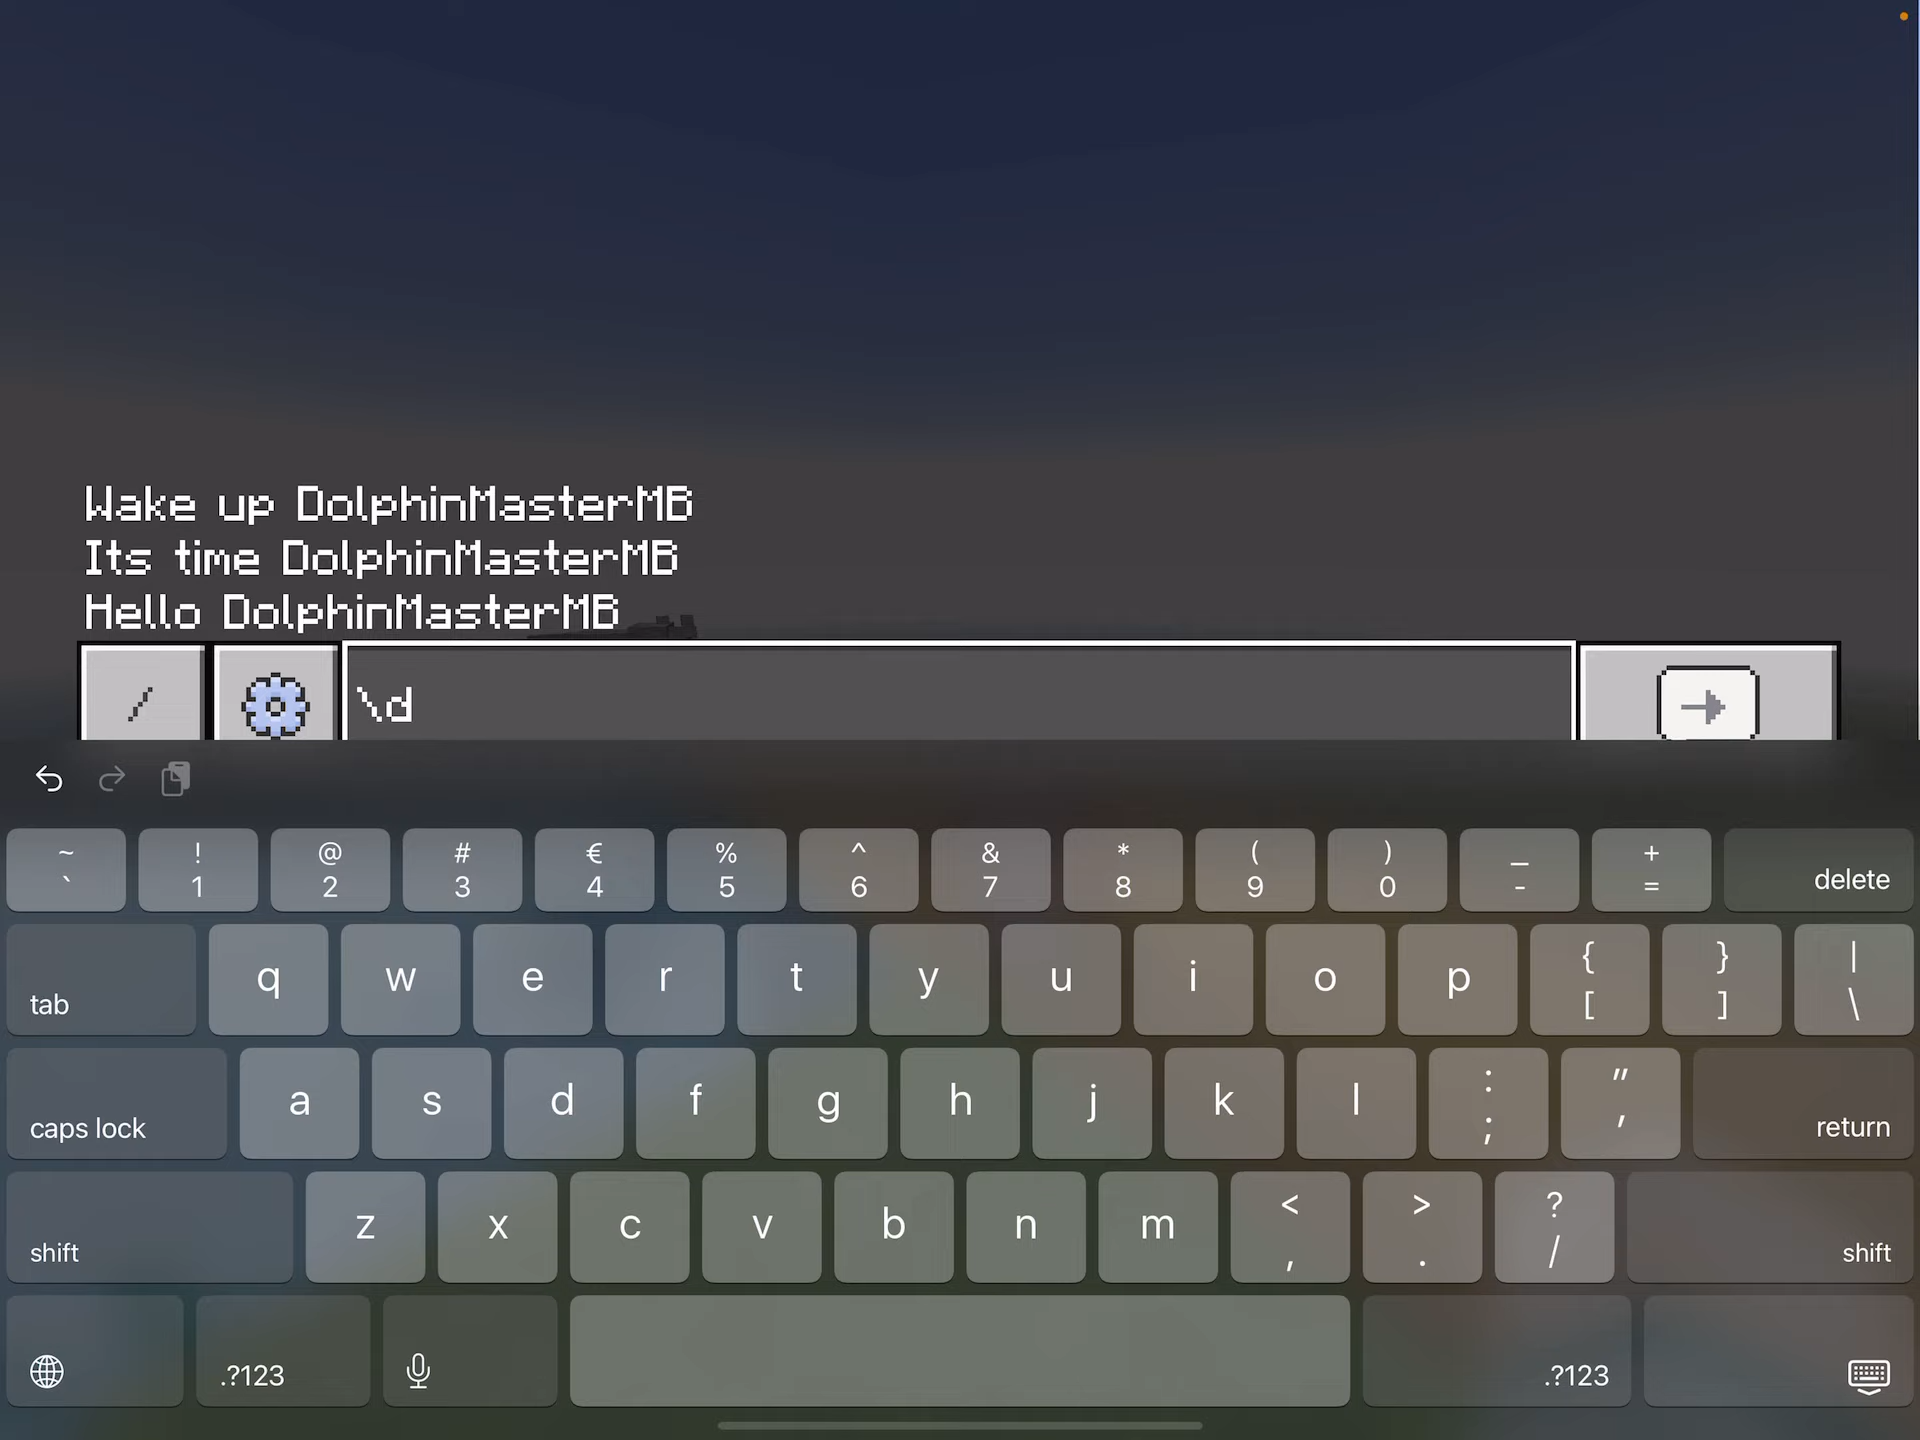 Wake up DolphinMasterMB
Its time DolphinMasterMB
Hello DolphinMasterMB
/
\d
~ ! @ # € % ^ & * ( ) _ +
` 1 2 3 4 5 6 7 8 9 0 - = delete
tab q w e r t y u i o p { [ } ] | \
caps lock a s d f g h j k l : ; " ' return
shift z x c v b n m < , > . ? / shift
.?123 .?123